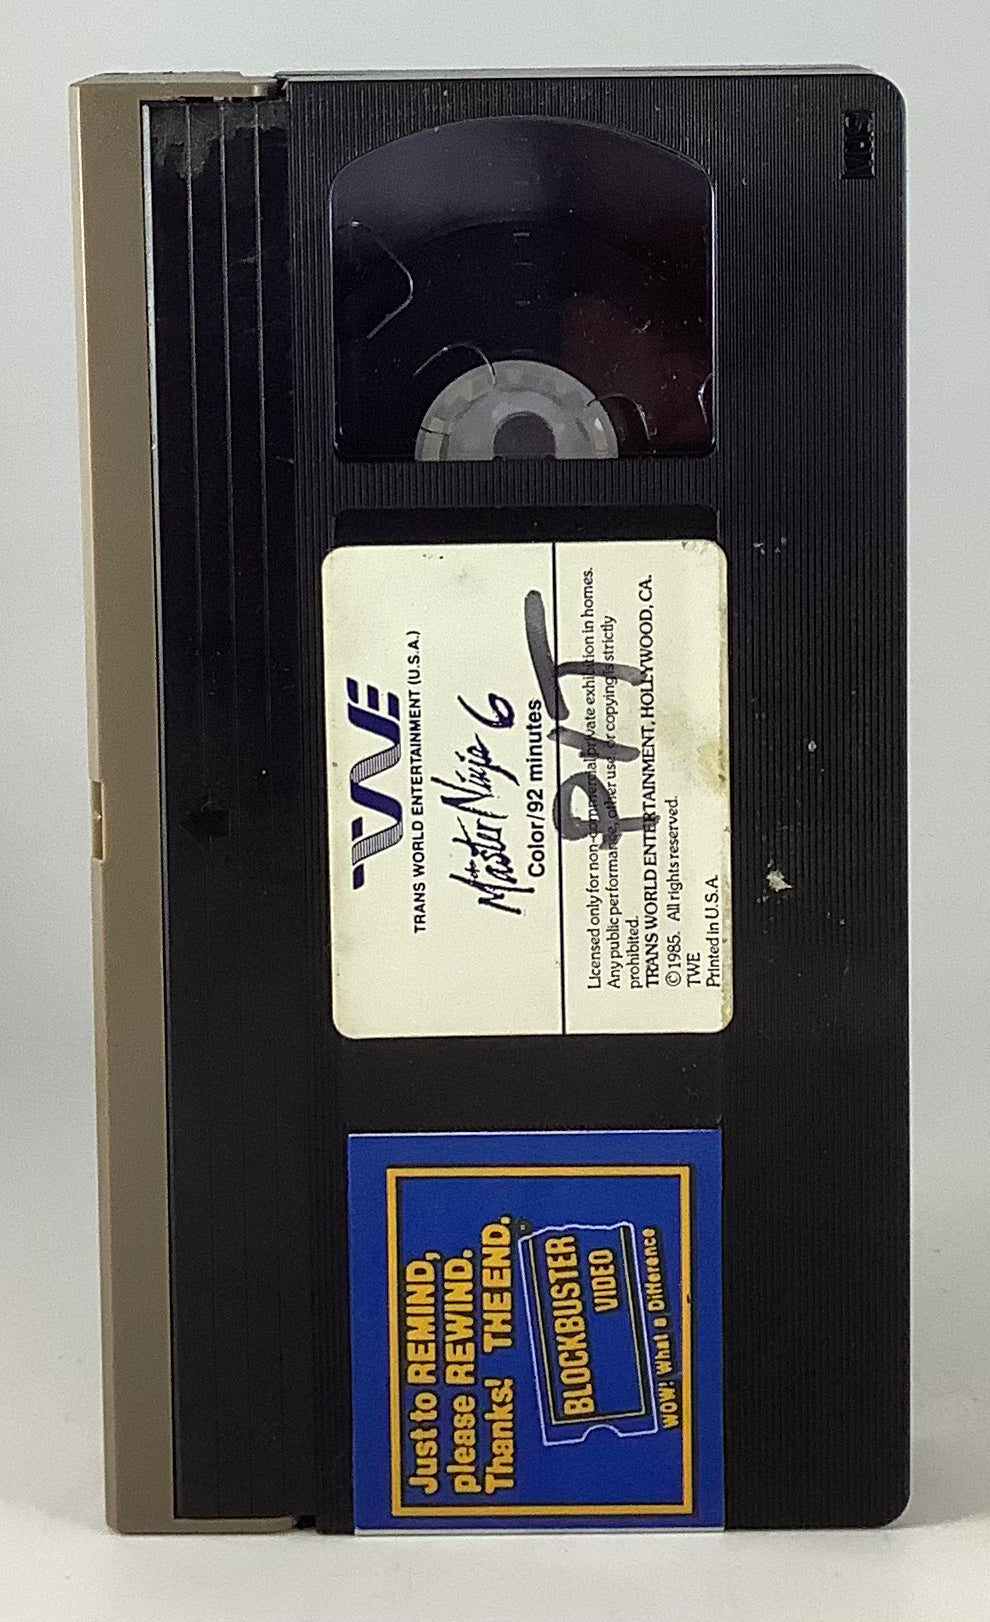 VHS
TWE
TRANS WORLD ENTERTAINMENT (U.S.A.)
The Master Ninja 6
Color/92 minutes
Licensed only for non-commercial private exhibition in homes.
Any public performance, other use, or copying is strictly
prohibited.
TRANS WORLD ENTERTAINMENT, HOLLYWOOD, CA.
©1985. All rights reserved.
TWE
Printed in U.S.A.
Just to REMIND,
please REWIND.
Thanks! THE END.
BLOCKBUSTER
VIDEO
WOW! What a Difference